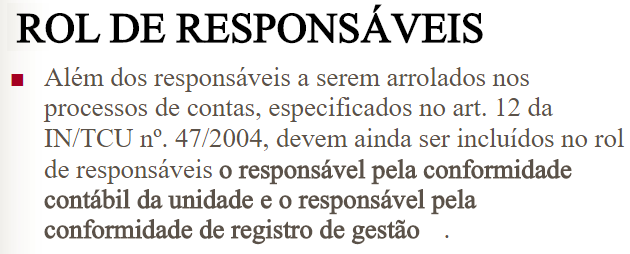 ROL DE RESPONSÁVEIS
Além dos responsáveis a serem arrolados nos
processos de contas, especificados no art. 12 da
IN/TCU nº. 47/2004, devem ainda ser incluídos no rol
de responsáveis o responsável pela conformidade
contábil da unidade e o responsável pela
conformidade de registro de gestão .